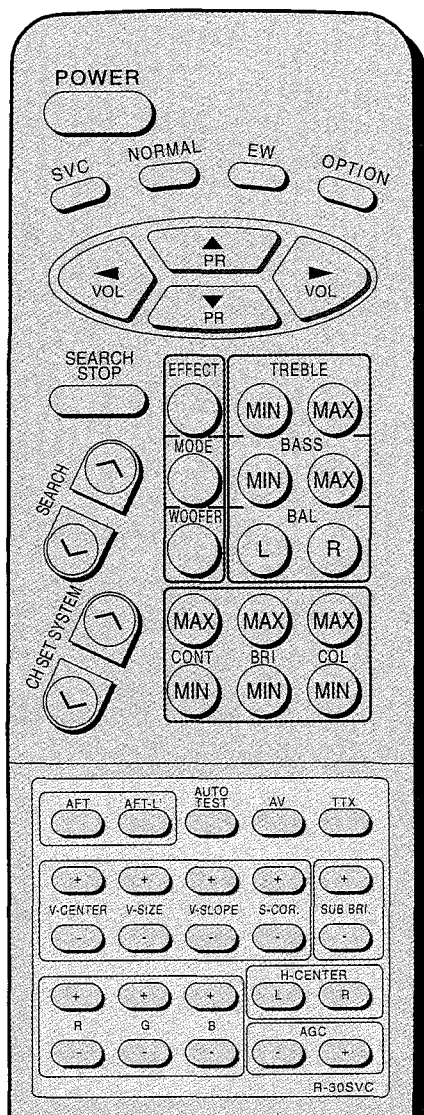 POWER
SVC NORMAL EW OPTION
PR
VOL VOL
PR
SEARCH STOP
EFFECT TREBLE
MIN MAX
MODE BASS
MIN MAX
SEARCH
WOOFER BAL
L R
CH SET SYSTEM
MAX MAX MAX
CONT BRI COL
MIN MIN MIN
AFT AFT-L' AUTO TEST AV TTX
+ + + + +
V-CENTER V-SIZE V-SLOPE S-COR. SUB BRI.
- - - - -
H-CENTER
+ + + L R
R G B AGC
- - - - +
R-30SVC